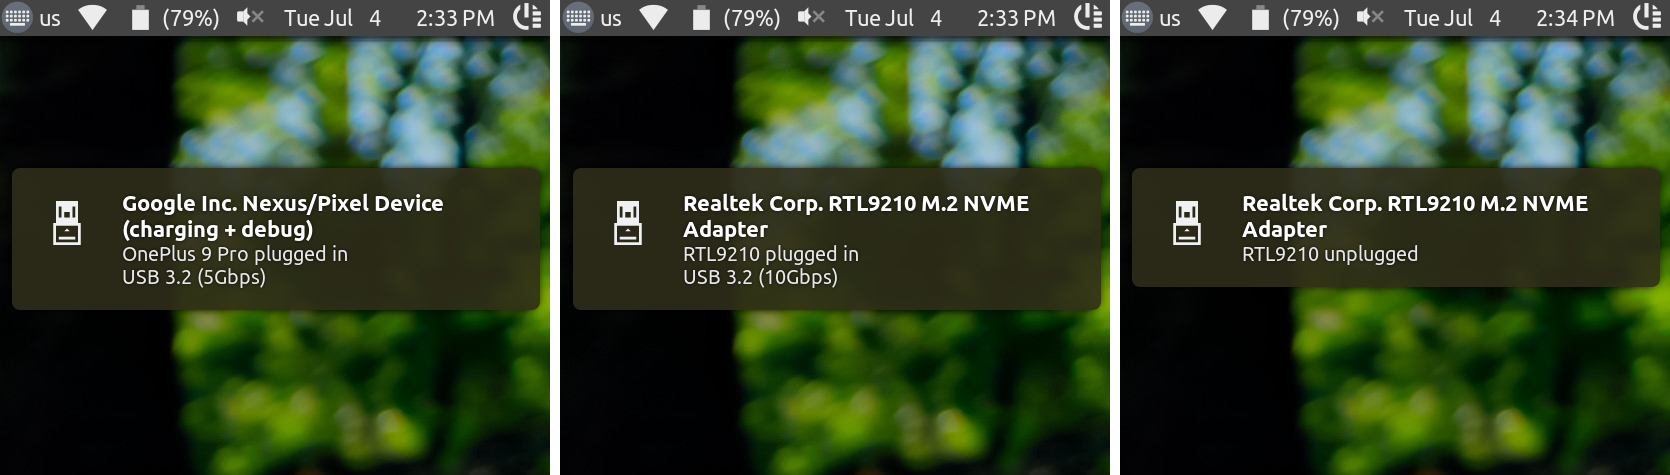 us (79%) Tue Jul 4 2:33 PM
Google Inc. Nexus/Pixel Device
(charging + debug)
OnePlus 9 Pro plugged in
USB 3.2 (5Gbps)
us (79%) Tue Jul 4 2:33 PM
Realtek Corp. RTL9210 M.2 NVME
Adapter
RTL9210 plugged in
USB 3.2 (10Gbps)
us (79%) Tue Jul 4 2:34 PM
Realtek Corp. RTL9210 M.2 NVME
Adapter
RTL9210 unplugged